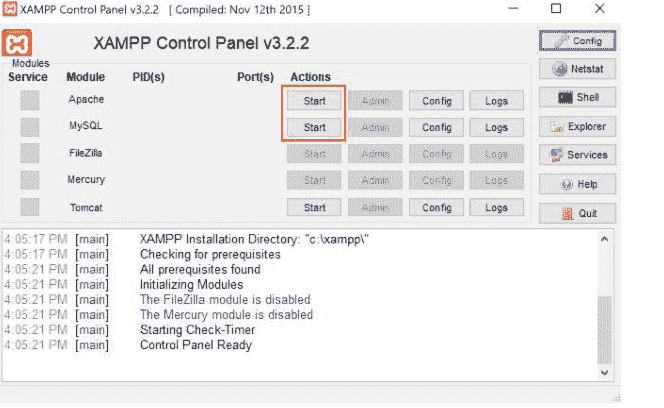 XAMPP Control Panel v3.2.2 [ Compiled: Nov 12th 2015 ]
XAMPP Control Panel v3.2.2
Config
Modules
Service Module PID(s) Port(s) Actions
Netstat
Apache Start Admin Config Logs
Shell
MySQL Start Admin Config Logs
Explorer
FileZilla Start Admin Config Logs
Services
Mercury Start Admin Config Logs
Help
Tomcat Start Admin Config Logs
Quit
4:05:17 PM [main] XAMPP Installation Directory: "c:\xampp\"
4:05:17 PM [main] Checking for prerequisites
4:05:21 PM [main] All prerequisites found
4:05:21 PM [main] Initializing Modules
4:05:21 PM [main] The FileZilla module is disabled
4:05:21 PM [main] The Mercury module is disabled
4:05:21 PM [main] Starting Check-Timer
4:05:21 PM [main] Control Panel Ready